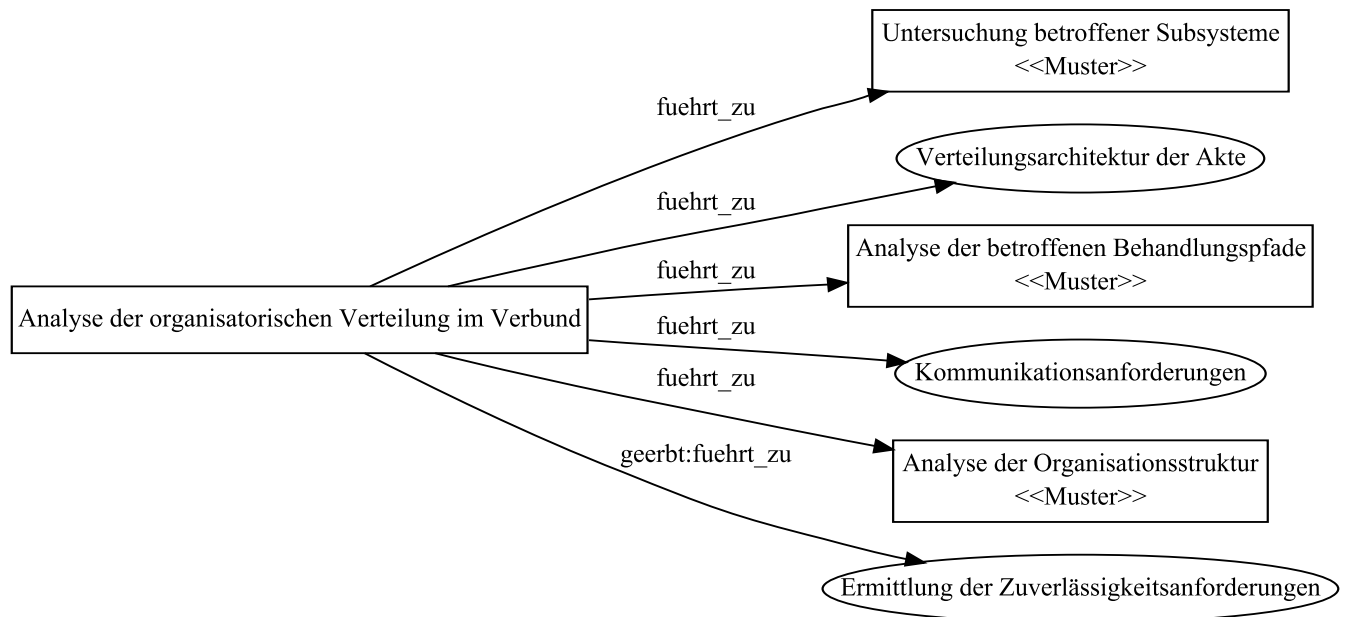 Untersuchung betroffener Subsysteme
<<Muster>>
fuehrt_zu
Verteilungsarchitektur der Akte
fuehrt_zu
Analyse der betroffenen Behandlungspfade
<<Muster>>
fuehrt_zu
Analyse der organisatorischen Verteilung im Verbund
fuehrt_zu
Kommunikationsanforderungen
fuehrt_zu
Analyse der Organisationsstruktur
<<Muster>>
geerbt:fuehrt_zu
Ermittlung der Zuverlässigkeitsanforderungen